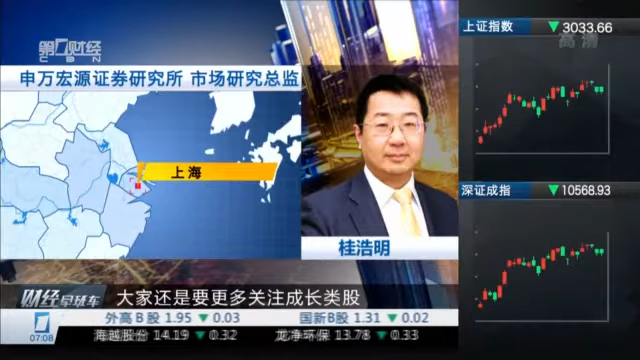 第一财经
CBN
申万宏源证券研究所 市场研究总监
上海
桂浩明
上证指数 ▼3033.66
高清
深证成指 ▼10568.93
财经早班车 大家还是要更多关注成长类股
07:08
外高B股 1.95 ▼0.03 国新B股 1.31 ▼0.02
海越股份 14.19 ▼0.32 龙净环保 13.78 ▼0.33